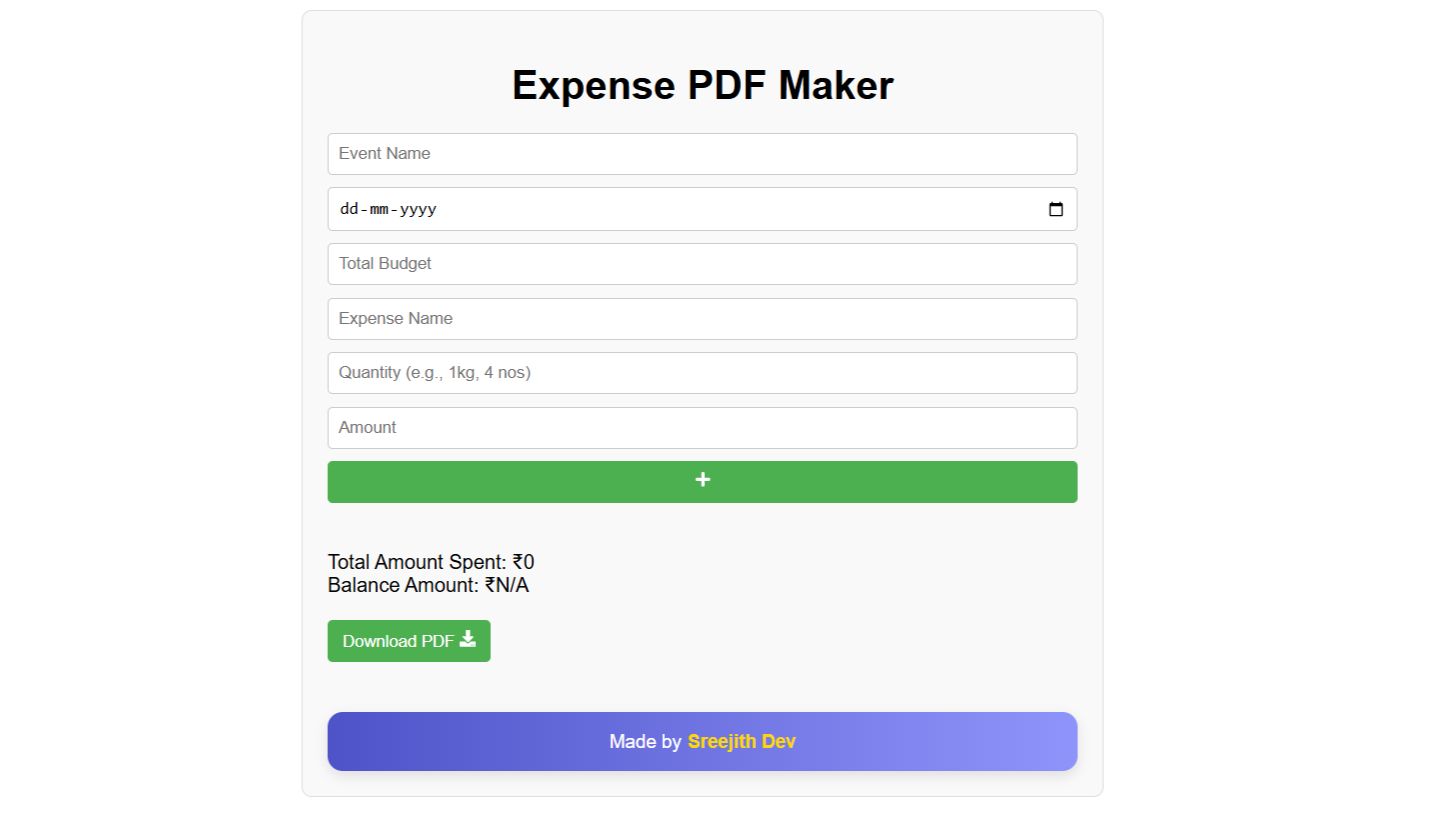 Expense PDF Maker
Event Name
dd-mm-yyyy
Total Budget
Expense Name
Quantity (e.g., 1kg, 4 nos)
Amount
+
Total Amount Spent: ₹0
Balance Amount: ₹N/A
Download PDF
Made by Sreejith Dev